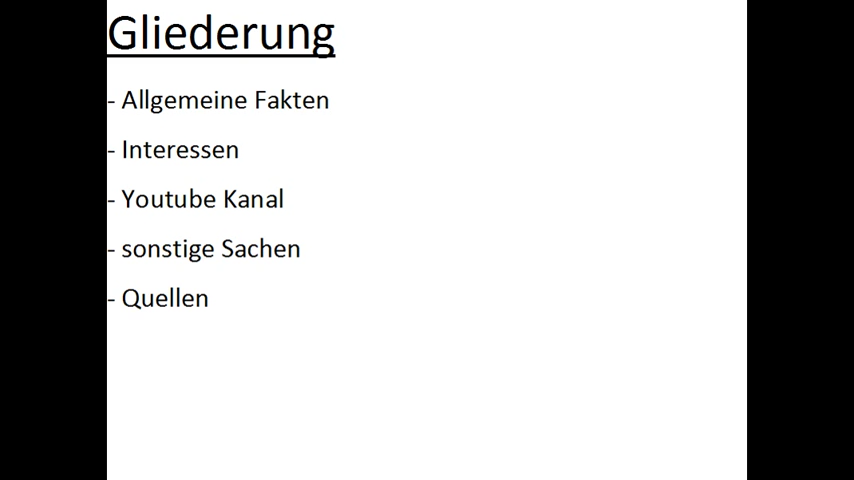 Gliederung
- Allgemeine Fakten
- Interessen
- Youtube Kanal
- sonstige Sachen
- Quellen